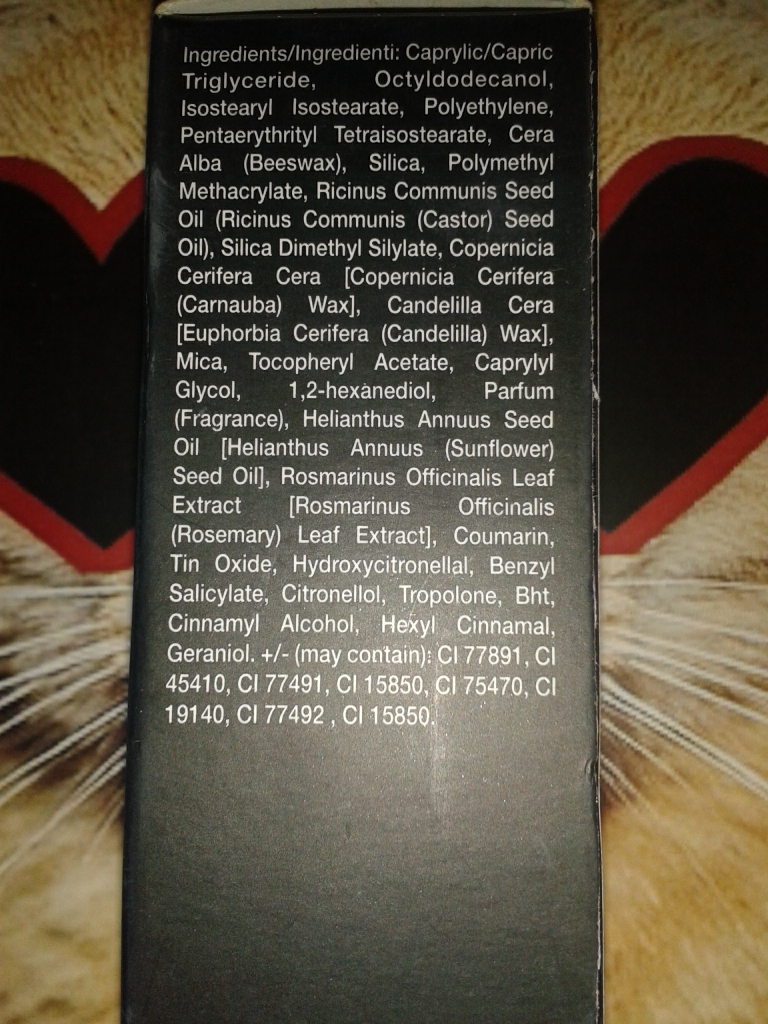 Ingredients/Ingredienti: Caprylic/Capric
Triglyceride, Octyldodecanol,
Isostearyl Isostearate, Polyethylene,
Pentaerythrityl Tetraisostearate, Cera
Alba (Beeswax), Silica, Polymethyl
Methacrylate, Ricinus Communis Seed
Oil (Ricinus Communis (Castor) Seed
Oil), Silica Dimethyl Silylate, Copernicia
Cerifera Cera [Copernicia Cerifera
(Carnauba) Wax], Candelilla Cera
[Euphorbia Cerifera (Candelilla) Wax],
Mica, Tocopheryl Acetate, Caprylyl
Glycol, 1,2-hexanediol, Parfum
(Fragrance), Helianthus Annuus Seed
Oil [Helianthus Annuus (Sunflower)
Seed Oil], Rosmarinus Officinalis Leaf
Extract [Rosmarinus Officinalis
(Rosemary) Leaf Extract], Coumarin,
Tin Oxide, Hydroxycitronellal, Benzyl
Salicylate, Citronellol, Tropolone, Bht,
Cinnamyl Alcohol, Hexyl Cinnamal,
Geraniol. +/- (may contain): CI 77891, CI
45410, CI 77491, CI 15850, CI 75470, CI
19140, CI 77492 , CI 15850.